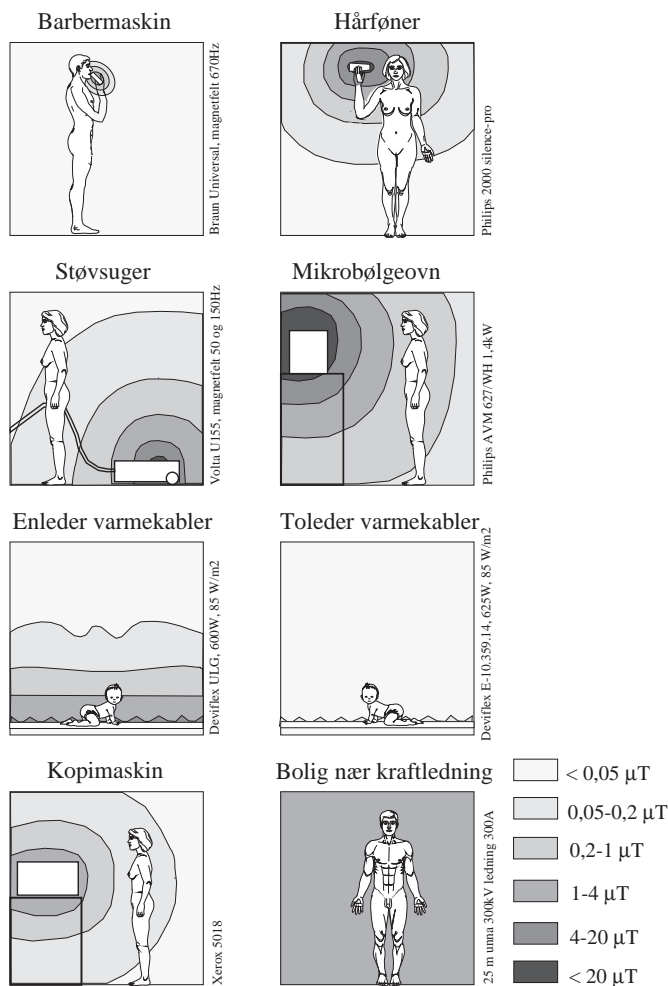 Barbermaskin
Braun Universal, magnetfelt 670Hz
Hårføner
Philips 2000 silence-pro
Støvsuger
Volta U155, magnetfelt 50 og 150Hz
Mikrobølgeovn
Philips AVM 627/WH 1,4kW
Enleder varmekabler
Deviflex ULG, 600W, 85 W/m2
Toleder varmekabler
Deviflex E-10.359.14, 625W, 85 W/m2
Kopimaskin
Xerox 5018
Bolig nær kraftledning
25 m unna 300kV ledning 300A
< 0,05 µT
0,05-0,2 µT
0,2-1 µT
1-4 µT
4-20 µT
< 20 µT